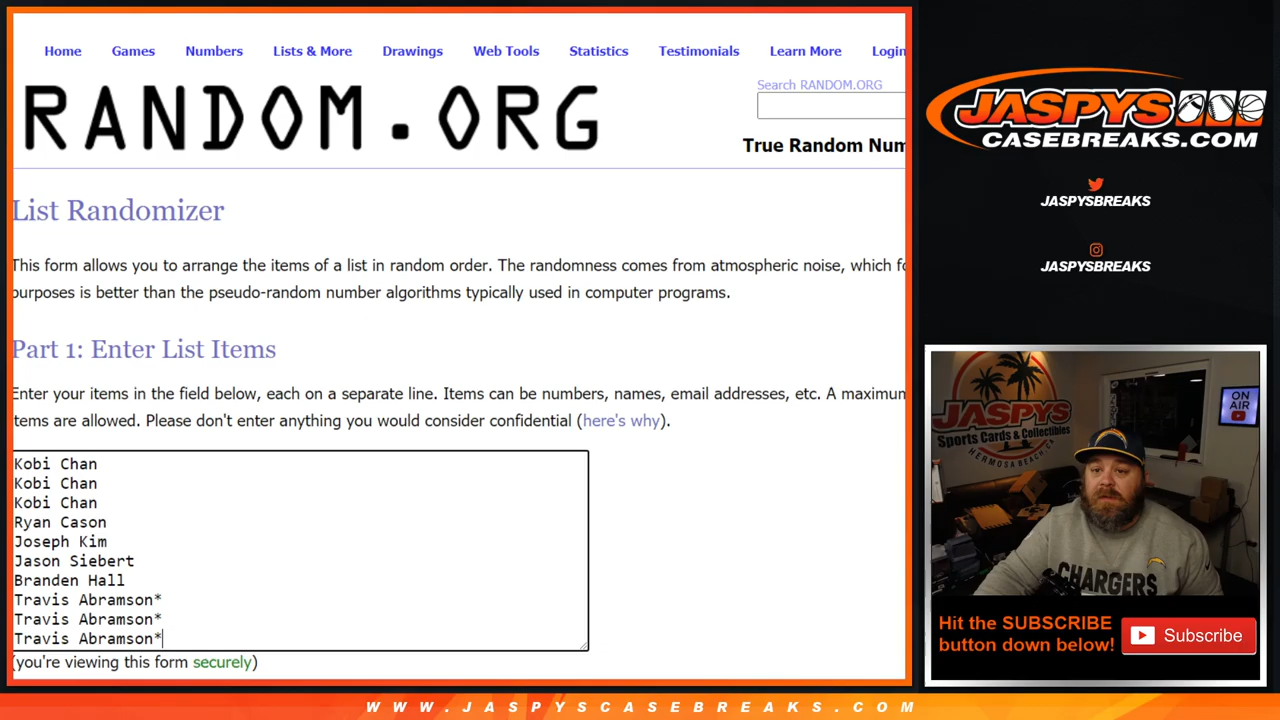 Home Games Numbers Lists & More Drawings Web Tools Statistics Testimonials Learn More Login
RANDOM.ORG
Search RANDOM.ORG
True Random Num
List Randomizer
This form allows you to arrange the items of a list in random order. The randomness comes from atmospheric noise, which fo
purposes is better than the pseudo-random number algorithms typically used in computer programs.
Part 1: Enter List Items
Enter your items in the field below, each on a separate line. Items can be numbers, names, email addresses, etc. A maximum
items are allowed. Please don't enter anything you would consider confidential (here's why).
Kobi Chan
Kobi Chan
Kobi Chan
Ryan Cason
Joseph Kim
Jason Siebert
Branden Hall
Travis Abramson*
Travis Abramson*
Travis Abramson*
(you're viewing this form securely)
JASPYS
CASEBREAKS.COM
JASPYSBREAKS
JASPYSBREAKS
JASPYS
Sports Cards & Collectibles
HERMOSA BEACH, CA
ON
AIR
CHARGERS
Hit the SUBSCRIBE
button down below!
Subscribe
WWW.JASPYSCASEBREAKS.COM